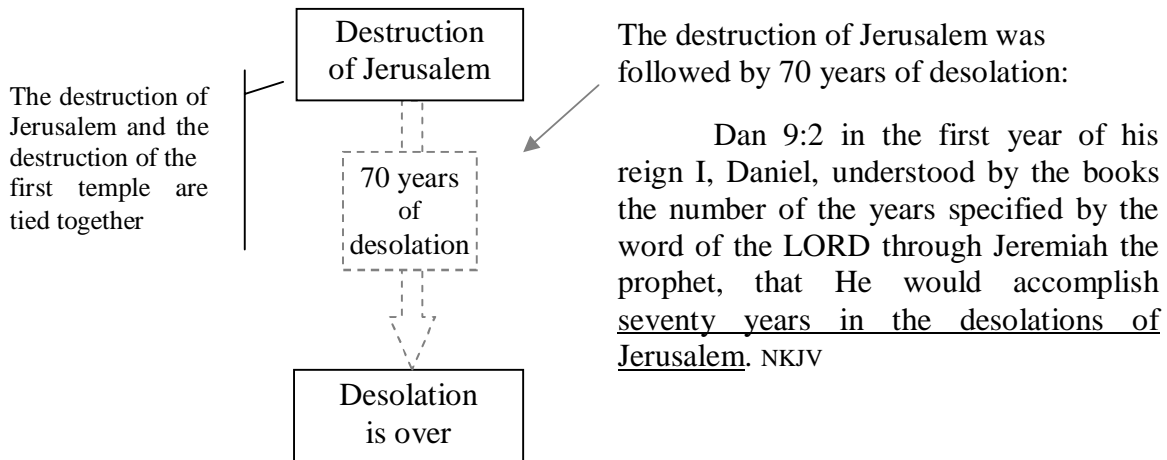 Destruction
of Jerusalem
The destruction of
Jerusalem and the
destruction of the
first temple are
tied together
70 years
of
desolation
Desolation
is over
The destruction of Jerusalem was
followed by 70 years of desolation:
Dan 9:2 in the first year of his
reign I, Daniel, understood by the books
the number of the years specified by the
word of the LORD through Jeremiah the
prophet, that He would accomplish
seventy years in the desolations of
Jerusalem. NKJV